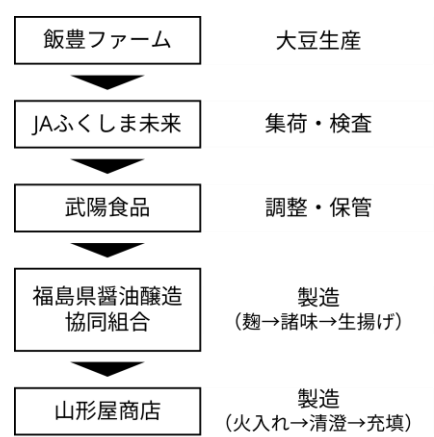 飯豊ファーム
大豆生産
JAふくしま未来
集荷・検査
武陽食品
調整・保管
福島県醤油醸造
協同組合
製造
（麹→諸味→生揚げ）
山形屋商店
製造
（火入れ→清澄→充填）